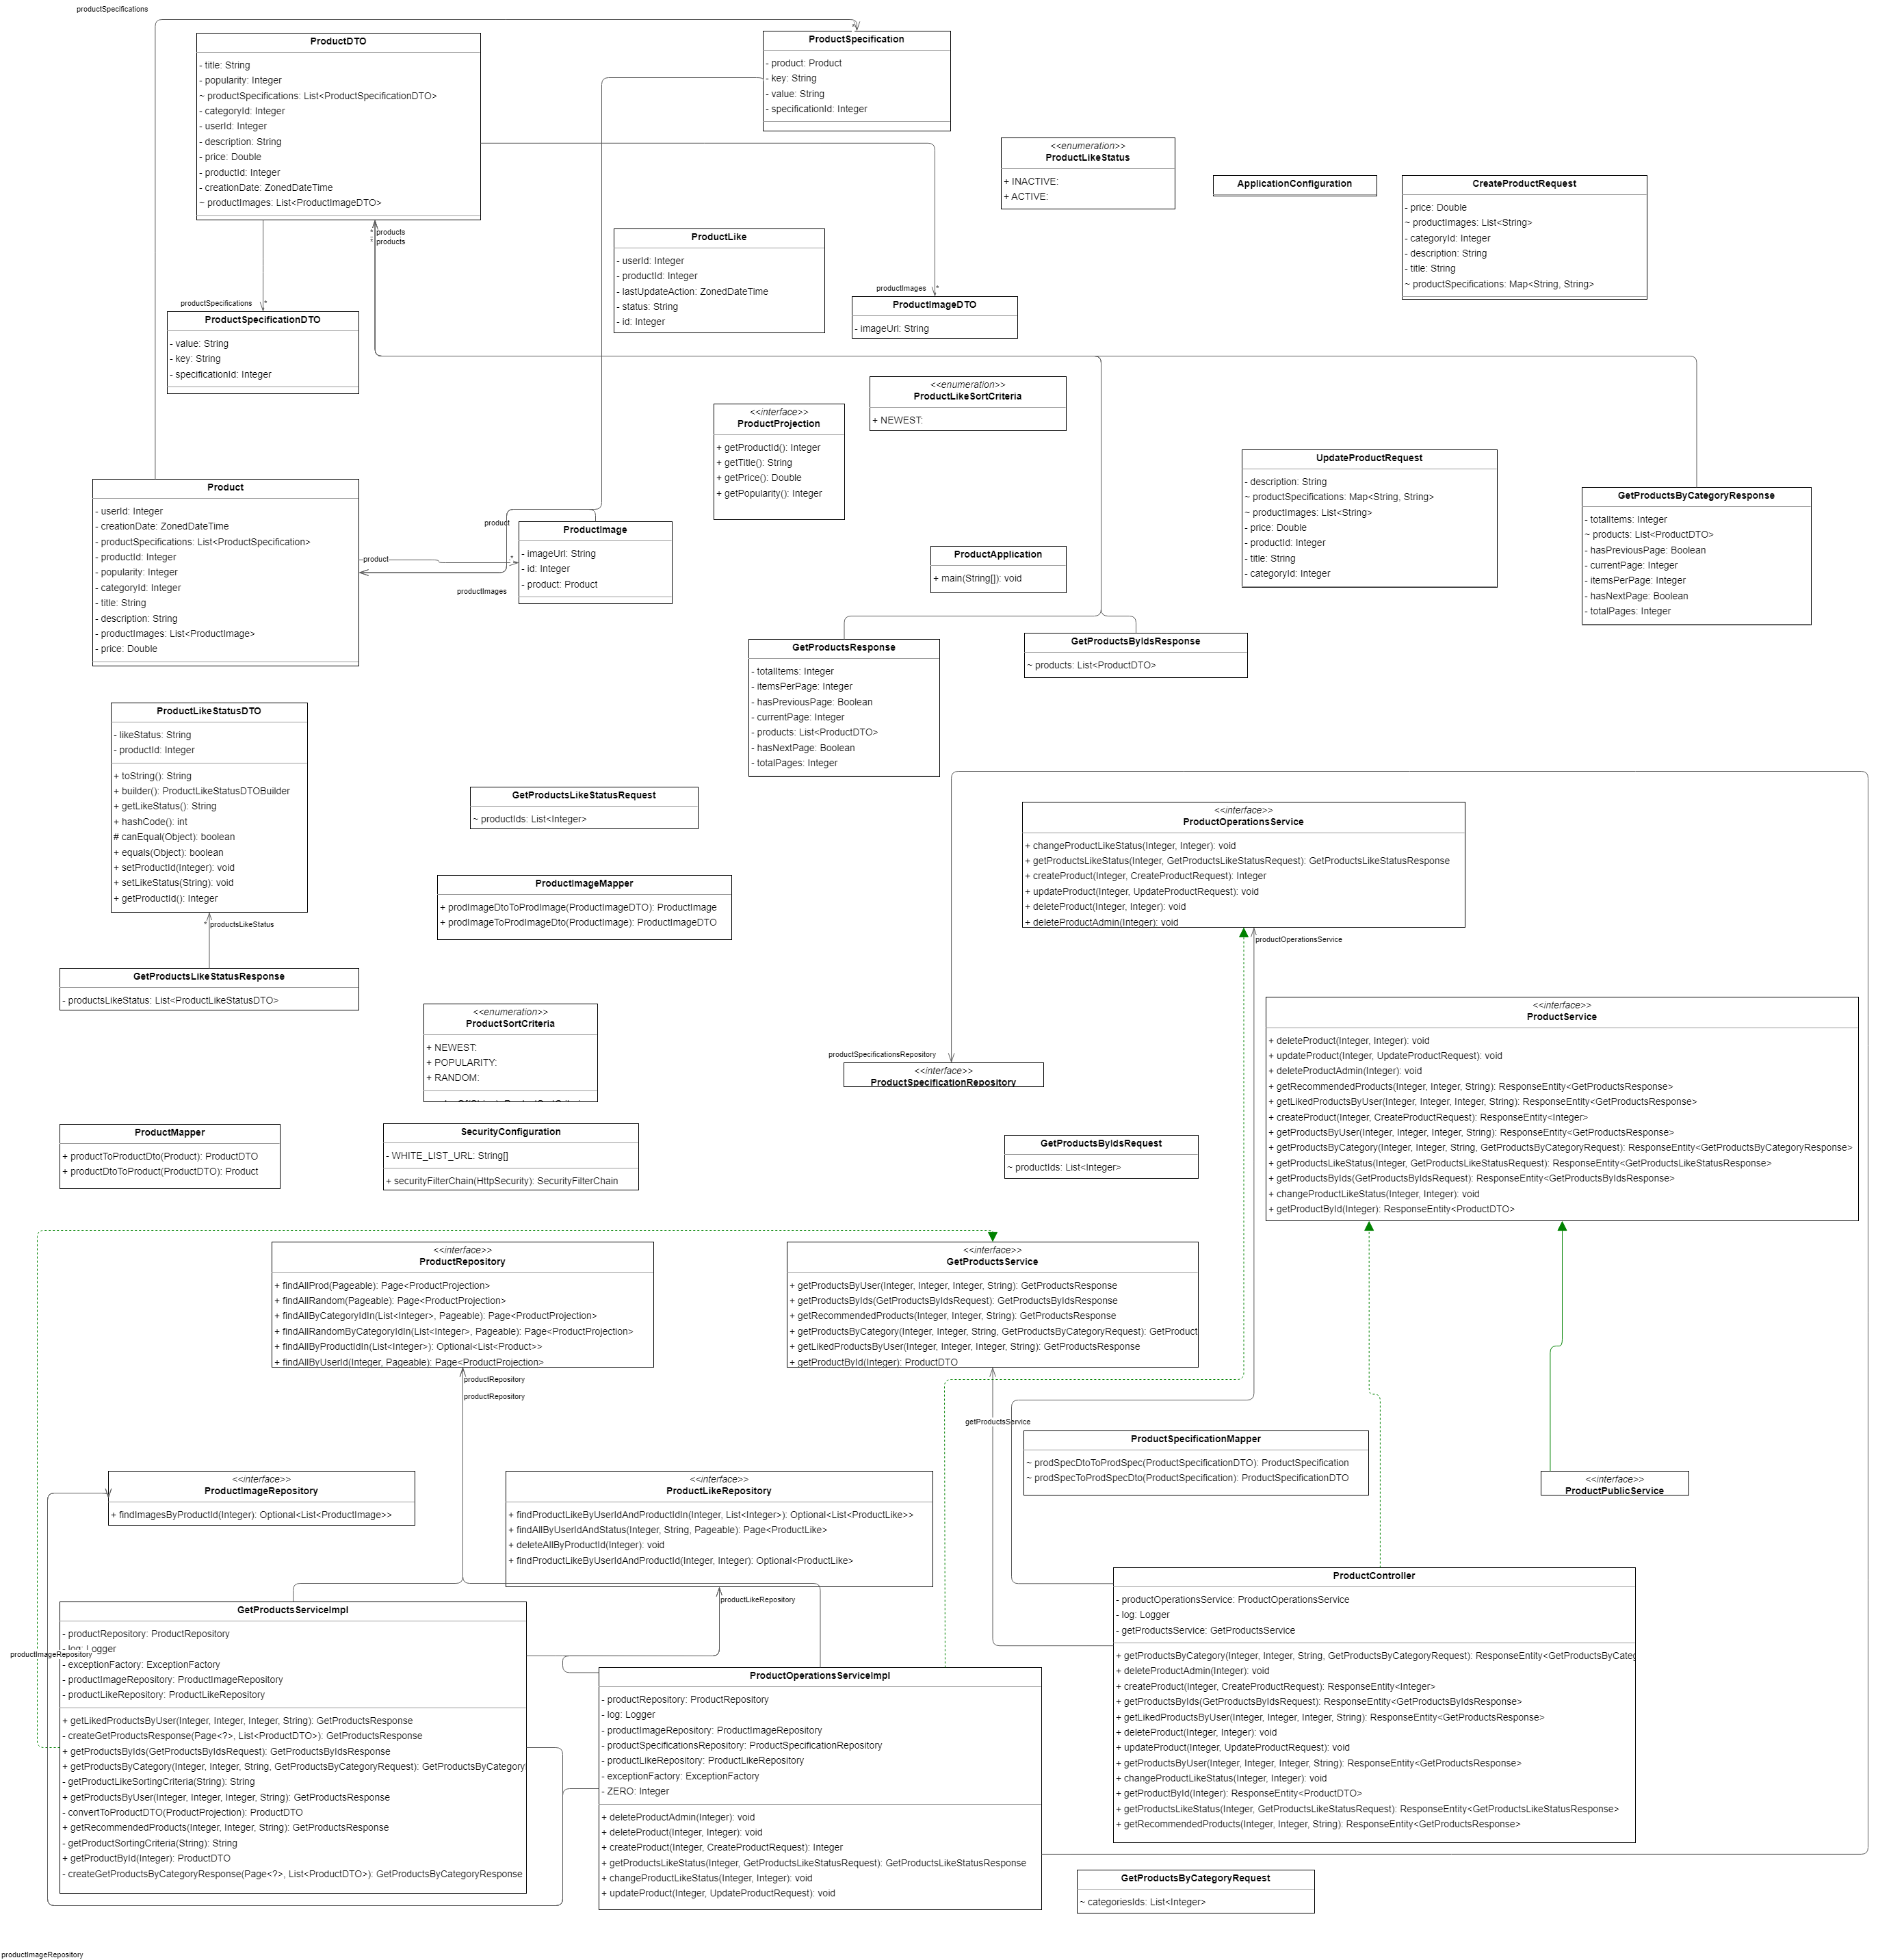 productSpecifications
ProductDTO
- title: String
- popularity: Integer
~ productSpecifications: List<ProductSpecificationDTO>
- categoryId: Integer
- userId: Integer
- description: String
- price: Double
- productId: Integer
- creationDate: ZonedDateTime
~ productImages: List<ProductImageDTO>
*
ProductSpecification
- product: Product
- key: String
- value: String
- specificationId: Integer
<<enumeration>>
ProductLikeStatus
+ INACTIVE:
+ ACTIVE:
ApplicationConfiguration
CreateProductRequest
- price: Double
~ productImages: List<String>
- categoryId: Integer
- description: String
- title: String
~ productSpecifications: Map<String, String>
* products
* products
ProductLike
- userId: Integer
- productId: Integer
- lastUpdateAction: ZonedDateTime
- status: String
- id: Integer
productImages *
ProductImageDTO
- imageUrl: String
productSpecifications *
ProductSpecificationDTO
- value: String
- key: String
- specificationId: Integer
<<enumeration>>
ProductLikeSortCriteria
+ NEWEST:
<<interface>>
ProductProjection
+ getProductId(): Integer
+ getTitle(): String
+ getPrice(): Double
+ getPopularity(): Integer
UpdateProductRequest
- description: String
~ productSpecifications: Map<String, String>
~ productImages: List<String>
- price: Double
- productId: Integer
- title: String
- categoryId: Integer
GetProductsByCategoryResponse
- totalItems: Integer
~ products: List<ProductDTO>
- hasPreviousPage: Boolean
- currentPage: Integer
- itemsPerPage: Integer
- hasNextPage: Boolean
- totalPages: Integer
Product
- userId: Integer
- creationDate: ZonedDateTime
- productSpecifications: List<ProductSpecification>
- productId: Integer
- popularity: Integer
- categoryId: Integer
- title: String
- description: String
- productImages: List<ProductImage>
- price: Double
product
product
*
productImages
ProductImage
- imageUrl: String
- id: Integer
- product: Product
ProductApplication
+ main(String[]): void
GetProductsResponse
- totalItems: Integer
- itemsPerPage: Integer
- hasPreviousPage: Boolean
- currentPage: Integer
- products: List<ProductDTO>
- hasNextPage: Boolean
- totalPages: Integer
GetProductsByIdsResponse
~ products: List<ProductDTO>
ProductLikeStatusDTO
- likeStatus: String
- productId: Integer
+ toString(): String
+ builder(): ProductLikeStatusDTOBuilder
+ getLikeStatus(): String
+ hashCode(): int
# canEqual(Object): boolean
+ equals(Object): boolean
+ setProductId(Integer): void
+ setLikeStatus(String): void
+ getProductId(): Integer
* productsLikeStatus
GetProductsLikeStatusResponse
- productsLikeStatus: List<ProductLikeStatusDTO>
GetProductsLikeStatusRequest
~ productIds: List<Integer>
ProductImageMapper
+ prodImageDtoToProdImage(ProductImageDTO): ProductImage
+ prodImageToProdImageDto(ProductImage): ProductImageDTO
<<interface>>
ProductOperationsService
+ changeProductLikeStatus(Integer, Integer): void
+ getProductsLikeStatus(Integer, GetProductsLikeStatusRequest): GetProductsLikeStatusResponse
+ createProduct(Integer, CreateProductRequest): Integer
+ updateProduct(Integer, UpdateProductRequest): void
+ deleteProduct(Integer, Integer): void
+ deleteProductAdmin(Integer): void
productOperationsService
<<enumeration>>
ProductSortCriteria
+ NEWEST:
+ POPULARITY:
+ RANDOM:
productSpecificationsRepository
<<interface>>
ProductSpecificationRepository
<<interface>>
ProductService
+ deleteProduct(Integer, Integer): void
+ updateProduct(Integer, UpdateProductRequest): void
+ deleteProductAdmin(Integer): void
+ getRecommendedProducts(Integer, Integer, String): ResponseEntity<GetProductsResponse>
+ getLikedProductsByUser(Integer, Integer, Integer, String): ResponseEntity<GetProductsResponse>
+ createProduct(Integer, CreateProductRequest): ResponseEntity<Integer>
+ getProductsByUser(Integer, Integer, Integer, String): ResponseEntity<GetProductsResponse>
+ getProductsByCategory(Integer, Integer, String, GetProductsByCategoryRequest): ResponseEntity<GetProductsByCategoryResponse>
+ getProductsLikeStatus(Integer, GetProductsLikeStatusRequest): ResponseEntity<GetProductsLikeStatusResponse>
+ getProductsByIds(GetProductsByIdsRequest): ResponseEntity<GetProductsByIdsResponse>
+ changeProductLikeStatus(Integer, Integer): void
+ getProductById(Integer): ResponseEntity<ProductDTO>
ProductMapper
+ productToProductDto(Product): ProductDTO
+ productDtoToProduct(ProductDTO): Product
SecurityConfiguration
- WHITE_LIST_URL: String[]
+ securityFilterChain(HttpSecurity): SecurityFilterChain
GetProductsByIdsRequest
~ productIds: List<Integer>
<<interface>>
ProductRepository
+ findAllProd(Pageable): Page<ProductProjection>
+ findAllRandom(Pageable): Page<ProductProjection>
+ findAllByCategoryIdIn(List<Integer>, Pageable): Page<ProductProjection>
+ findAllRandomByCategoryIdIn(List<Integer>, Pageable): Page<ProductProjection>
+ findAllByProductIdIn(List<Integer>): Optional<List<Product>>
+ findAllByUserId(Integer, Pageable): Page<ProductProjection>
productRepository
productRepository
<<interface>>
GetProductsService
+ getProductsByUser(Integer, Integer, Integer, String): GetProductsResponse
+ getProductsByIds(GetProductsByIdsRequest): GetProductsByIdsResponse
+ getRecommendedProducts(Integer, Integer, String): GetProductsResponse
+ getProductsByCategory(Integer, Integer, String, GetProductsByCategoryRequest): GetProduct
+ getLikedProductsByUser(Integer, Integer, Integer, String): GetProductsResponse
+ getProductById(Integer): ProductDTO
getProductsService
ProductSpecificationMapper
~ prodSpecDtoToProdSpec(ProductSpecificationDTO): ProductSpecification
~ prodSpecToProdSpecDto(ProductSpecification): ProductSpecificationDTO
<<interface>>
ProductPublicService
<<interface>>
ProductImageRepository
+ findImagesByProductId(Integer): Optional<List<ProductImage>>
<<interface>>
ProductLikeRepository
+ findProductLikeByUserIdAndProductIdIn(Integer, List<Integer>): Optional<List<ProductLike>>
+ findAllByUserIdAndStatus(Integer, String, Pageable): Page<ProductLike>
+ deleteAllByProductId(Integer): void
+ findProductLikeByUserIdAndProductId(Integer, Integer): Optional<ProductLike>
productLikeRepository
GetProductsServiceImpl
- productRepository: ProductRepository
- log: Logger
- exceptionFactory: ExceptionFactory
- productImageRepository: ProductImageRepository
- productLikeRepository: ProductLikeRepository
+ getLikedProductsByUser(Integer, Integer, Integer, String): GetProductsResponse
- createGetProductsResponse(Page<?>, List<ProductDTO>): GetProductsResponse
+ getProductsByIds(GetProductsByIdsRequest): GetProductsByIdsResponse
+ getProductsByCategory(Integer, Integer, String, GetProductsByCategoryRequest): GetProductsByCategory
- getProductLikeSortingCriteria(String): String
+ getProductsByUser(Integer, Integer, Integer, String): GetProductsResponse
- convertToProductDTO(ProductProjection): ProductDTO
+ getRecommendedProducts(Integer, Integer, String): GetProductsResponse
- getProductSortingCriteria(String): String
+ getProductById(Integer): ProductDTO
- createGetProductsByCategoryResponse(Page<?>, List<ProductDTO>): GetProductsByCategoryResponse
productImageRepository
ProductOperationsServiceImpl
- productRepository: ProductRepository
- log: Logger
- productImageRepository: ProductImageRepository
- productSpecificationsRepository: ProductSpecificationRepository
- productLikeRepository: ProductLikeRepository
- exceptionFactory: ExceptionFactory
- ZERO: Integer
+ deleteProductAdmin(Integer): void
+ deleteProduct(Integer, Integer): void
+ createProduct(Integer, CreateProductRequest): Integer
+ getProductsLikeStatus(Integer, GetProductsLikeStatusRequest): GetProductsLikeStatusResponse
+ changeProductLikeStatus(Integer, Integer): void
+ updateProduct(Integer, UpdateProductRequest): void
ProductController
- productOperationsService: ProductOperationsService
- log: Logger
- getProductsService: GetProductsService
+ getProductsByCategory(Integer, Integer, String, GetProductsByCategoryRequest): ResponseEntity<GetProductsByCateg
+ deleteProductAdmin(Integer): void
+ createProduct(Integer, CreateProductRequest): ResponseEntity<Integer>
+ getProductsByIds(GetProductsByIdsRequest): ResponseEntity<GetProductsByIdsResponse>
+ getLikedProductsByUser(Integer, Integer, Integer, String): ResponseEntity<GetProductsResponse>
+ deleteProduct(Integer, Integer): void
+ updateProduct(Integer, UpdateProductRequest): void
+ getProductsByUser(Integer, Integer, Integer, String): ResponseEntity<GetProductsResponse>
+ changeProductLikeStatus(Integer, Integer): void
+ getProductById(Integer): ResponseEntity<ProductDTO>
+ getProductsLikeStatus(Integer, GetProductsLikeStatusRequest): ResponseEntity<GetProductsLikeStatusResponse>
+ getRecommendedProducts(Integer, Integer, String): ResponseEntity<GetProductsResponse>
GetProductsByCategoryRequest
~ categoriesIds: List<Integer>
productImageRepository